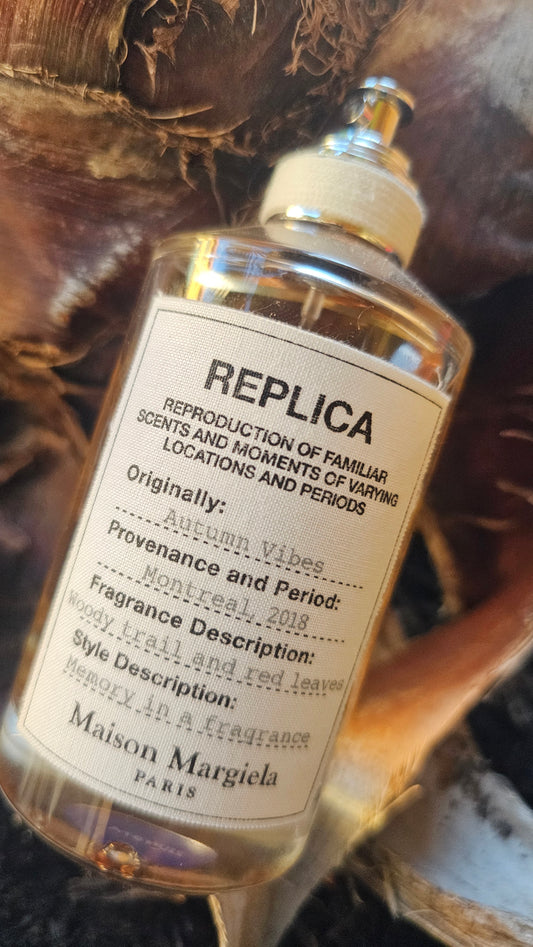 REPLICA
REPRODUCTION OF FAMILIAR
SCENTS AND MOMENTS OF VARYING
LOCATIONS AND PERIODS
Originally:
Autumn Vibes
Provenance and Period:
Montreal, 2018
Fragrance Description:
Woody trail and red leaves
Style Description:
Memory in a fragrance
Maison Margiela
PARIS